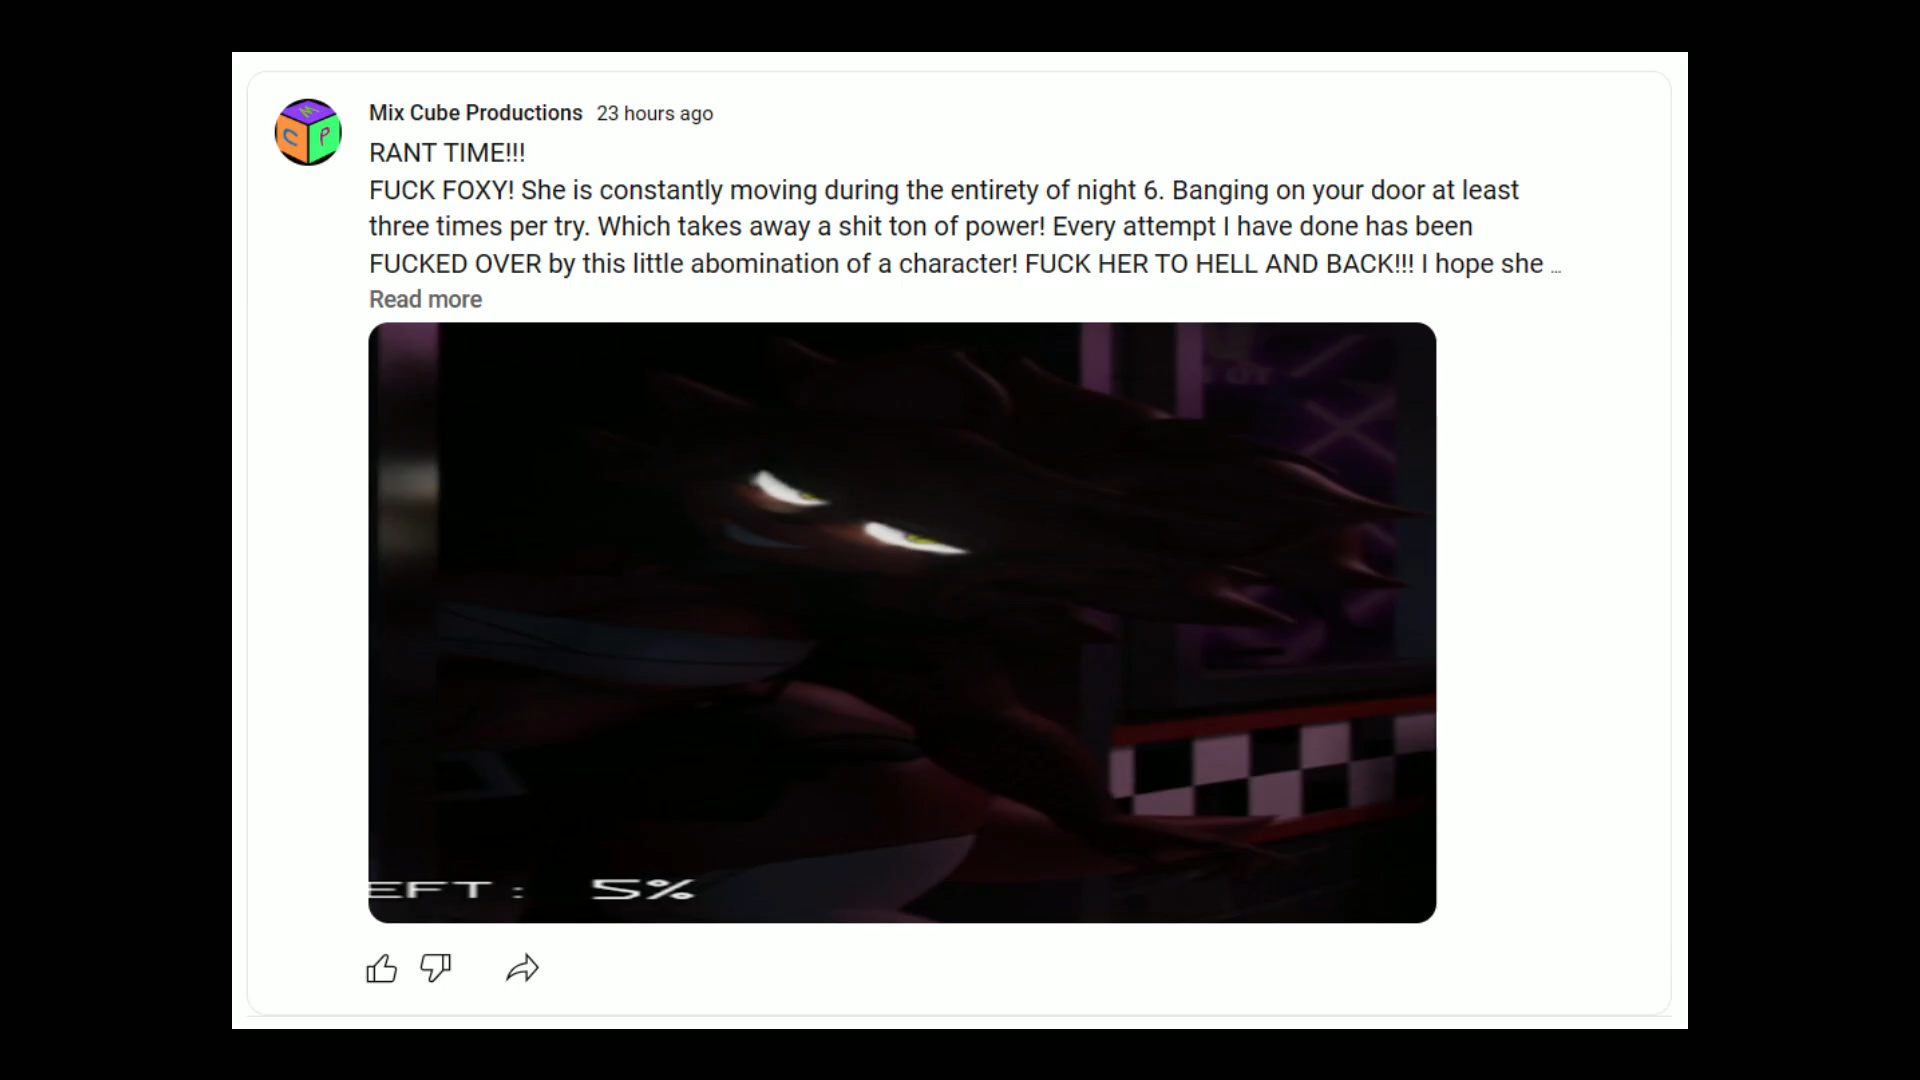 M
C P
Mix Cube Productions 23 hours ago
RANT TIME!!!
FUCK FOXY! She is constantly moving during the entirety of night 6. Banging on your door at least
three times per try. Which takes away a shit ton of power! Every attempt I have done has been
FUCKED OVER by this little abomination of a character! FUCK HER TO HELL AND BACK!!! I hope she ...
Read more
EFT: 5%